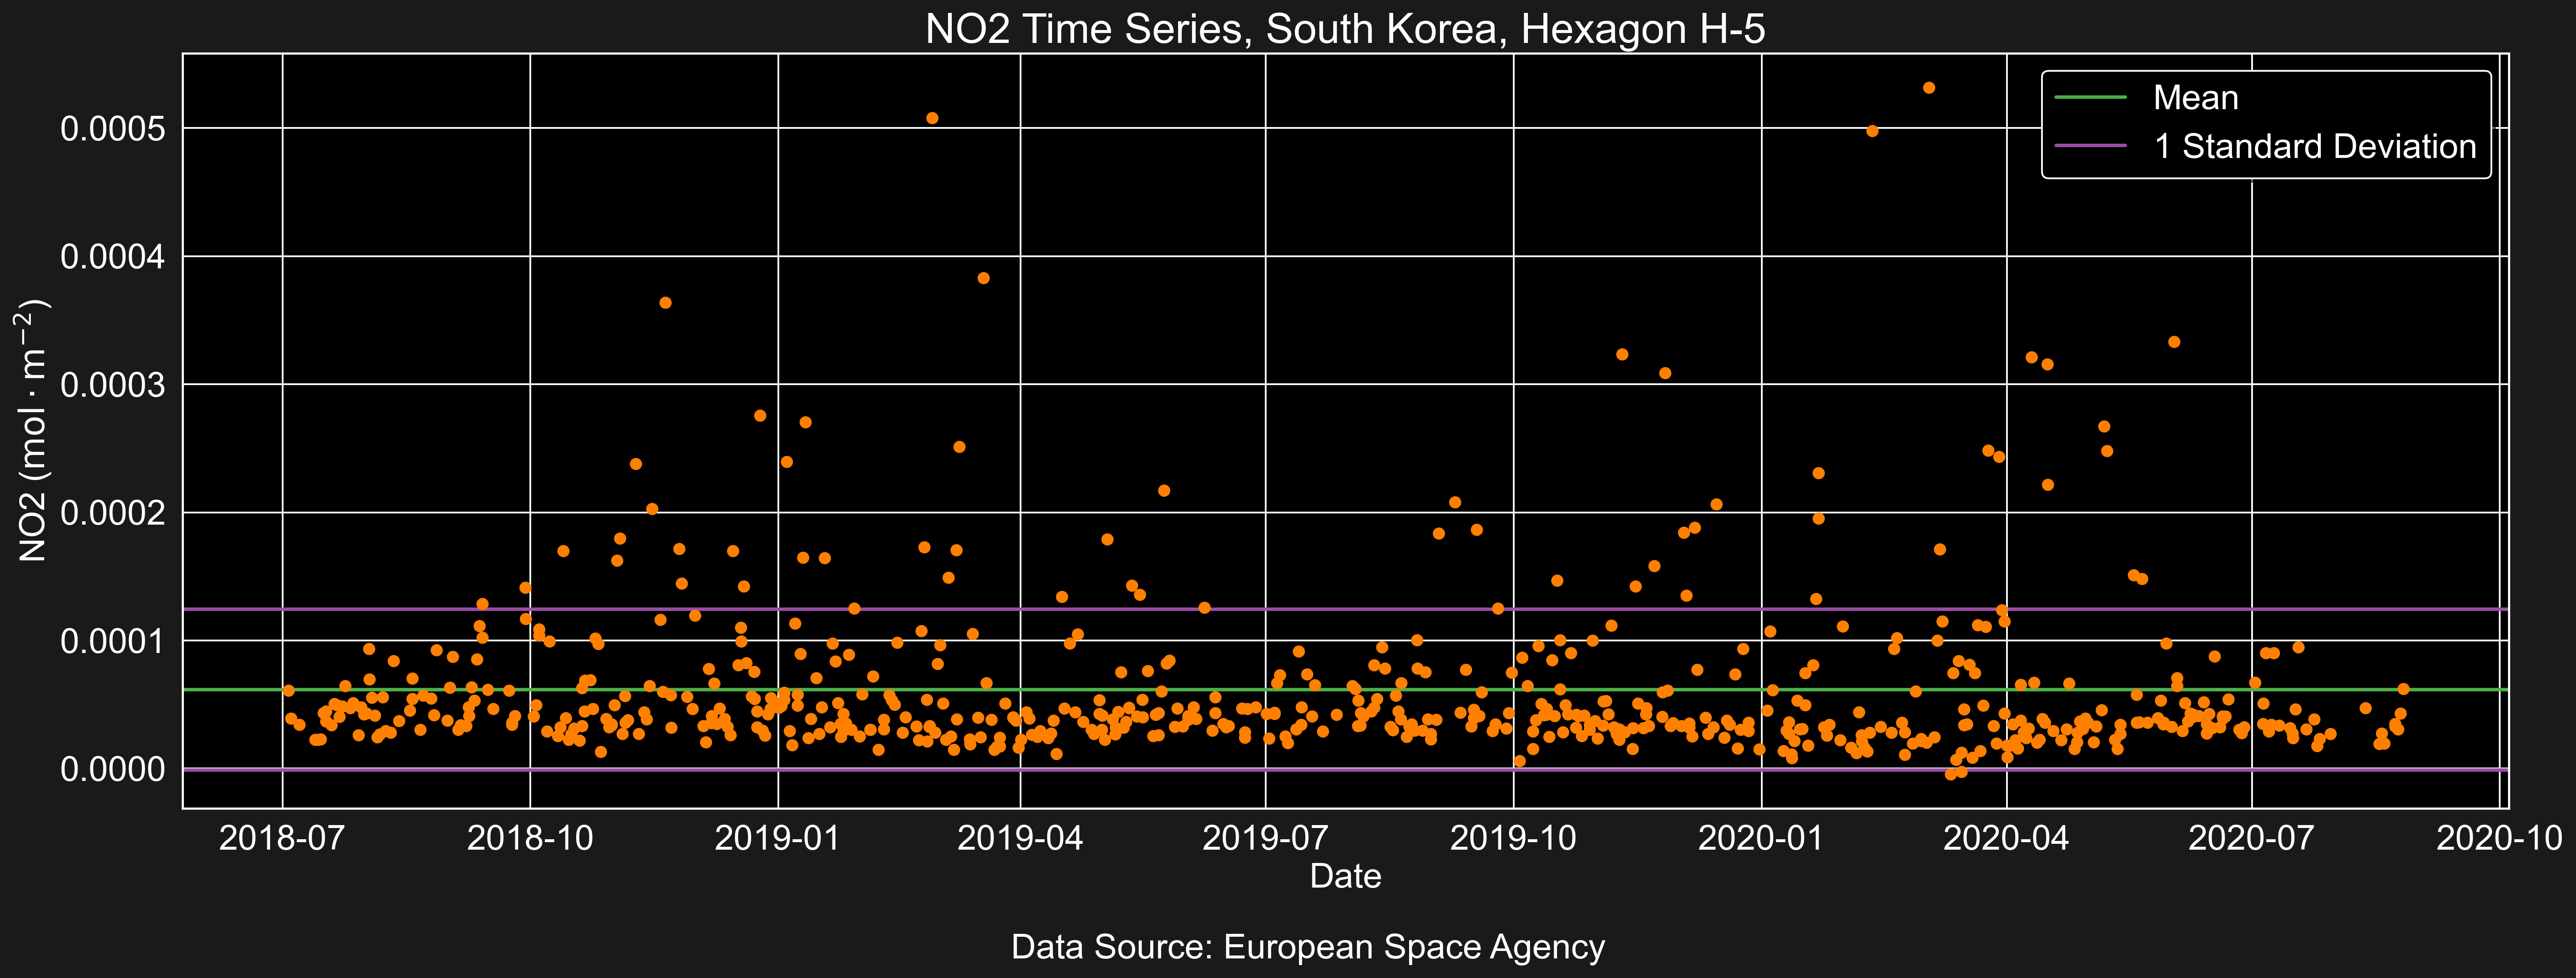 NO2 Time Series, South Korea, Hexagon H-5
Mean
1 Standard Deviation
NO2 (mol · m⁻²)
0.0005
0.0004
0.0003
0.0002
0.0001
0.0000
2018-07 2018-10 2019-01 2019-04 2019-07 2019-10 2020-01 2020-04 2020-07 2020-10
Date
Data Source: European Space Agency